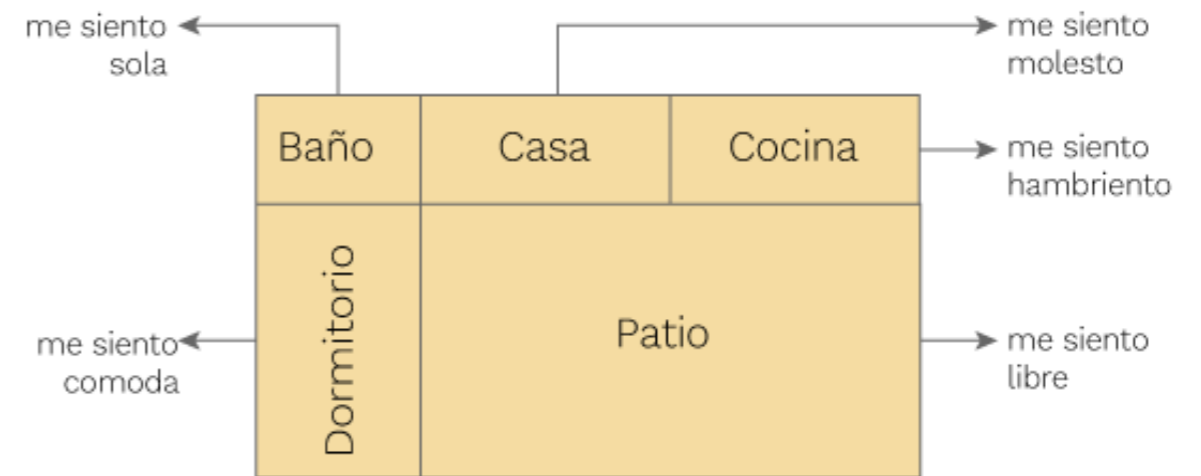 me siento
sola
me siento
molesto
Baño
Casa
Cocina
me siento
hambriento
Dormitorio
Patio
me siento
comoda
me siento
libre